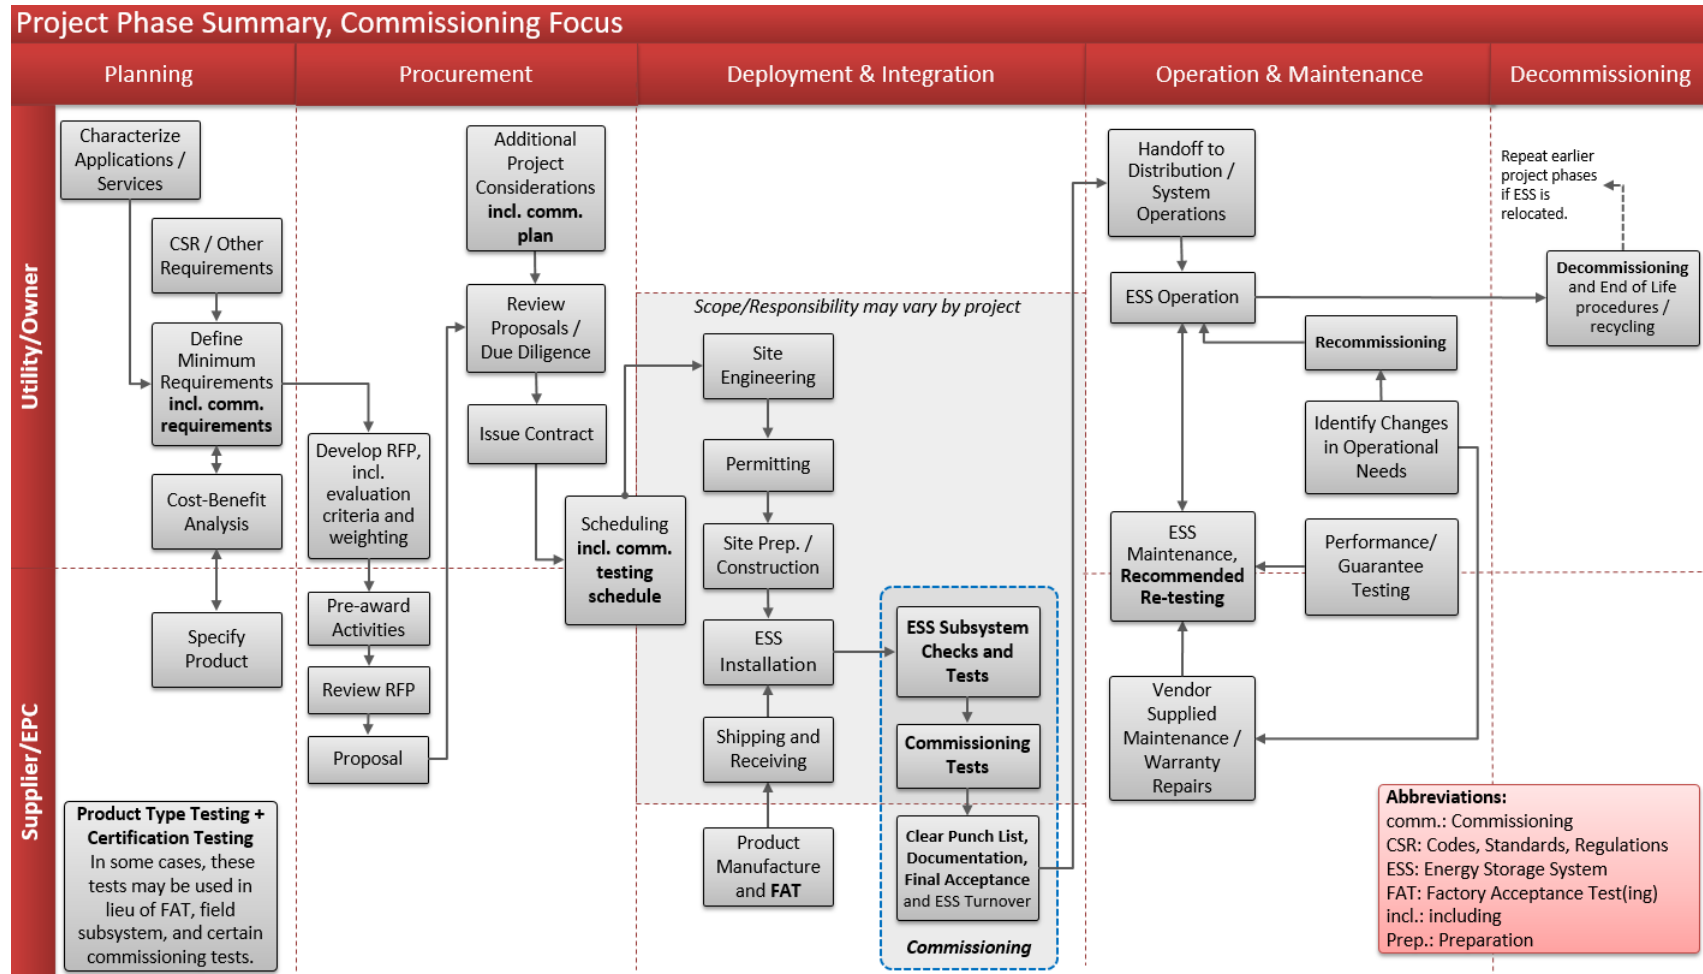 Project Phase Summary, Commissioning Focus
Planning
Procurement
Deployment & Integration
Operation & Maintenance
Decommissioning
Utility/Owner
Supplier/EPC
Characterize
Applications /
Services
CSR / Other
Requirements
Define
Minimum
Requirements
incl. comm.
requirements
Cost-Benefit
Analysis
Specify
Product
Product Type Testing +
Certification Testing
In some cases, these
tests may be used in
lieu of FAT, field
subsystem, and certain
commissioning tests.
Develop RFP,
incl.
evaluation
criteria and
weighting
Pre-award
Activities
Review RFP
Proposal
Additional
Project
Considerations
incl. comm.
plan
Review
Proposals /
Due Diligence
Issue Contract
Scheduling
incl. comm.
testing
schedule
Scope/Responsibility may vary by project
Site
Engineering
Permitting
Site Prep. /
Construction
ESS
Installation
Shipping and
Receiving
Product
Manufacture
and FAT
ESS Subsystem
Checks and
Tests
Commissioning
Tests
Clear Punch List,
Documentation,
Final Acceptance
and ESS Turnover
Commissioning
Handoff to
Distribution /
System
Operations
ESS Operation
Recommissioning
Identify Changes
in Operational
Needs
ESS
Maintenance,
Recommended
Re-testing
Performance/
Guarantee
Testing
Vendor
Supplied
Maintenance /
Warranty
Repairs
Repeat earlier
project phases
if ESS is
relocated.
Decommissioning
and End of Life
procedures /
recycling
Abbreviations:
comm.: Commissioning
CSR: Codes, Standards, Regulations
ESS: Energy Storage System
FAT: Factory Acceptance Test(ing)
incl.: including
Prep.: Preparation